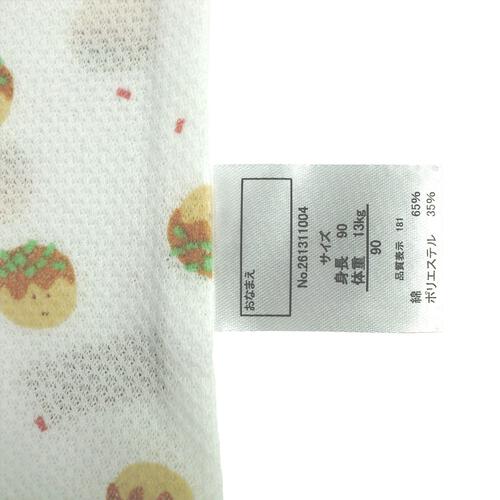 おなまえ
No.261311004
サイズ
身長 90
体重 13kg
90
品質表示 181
綿 65%
ポリエステル 35%